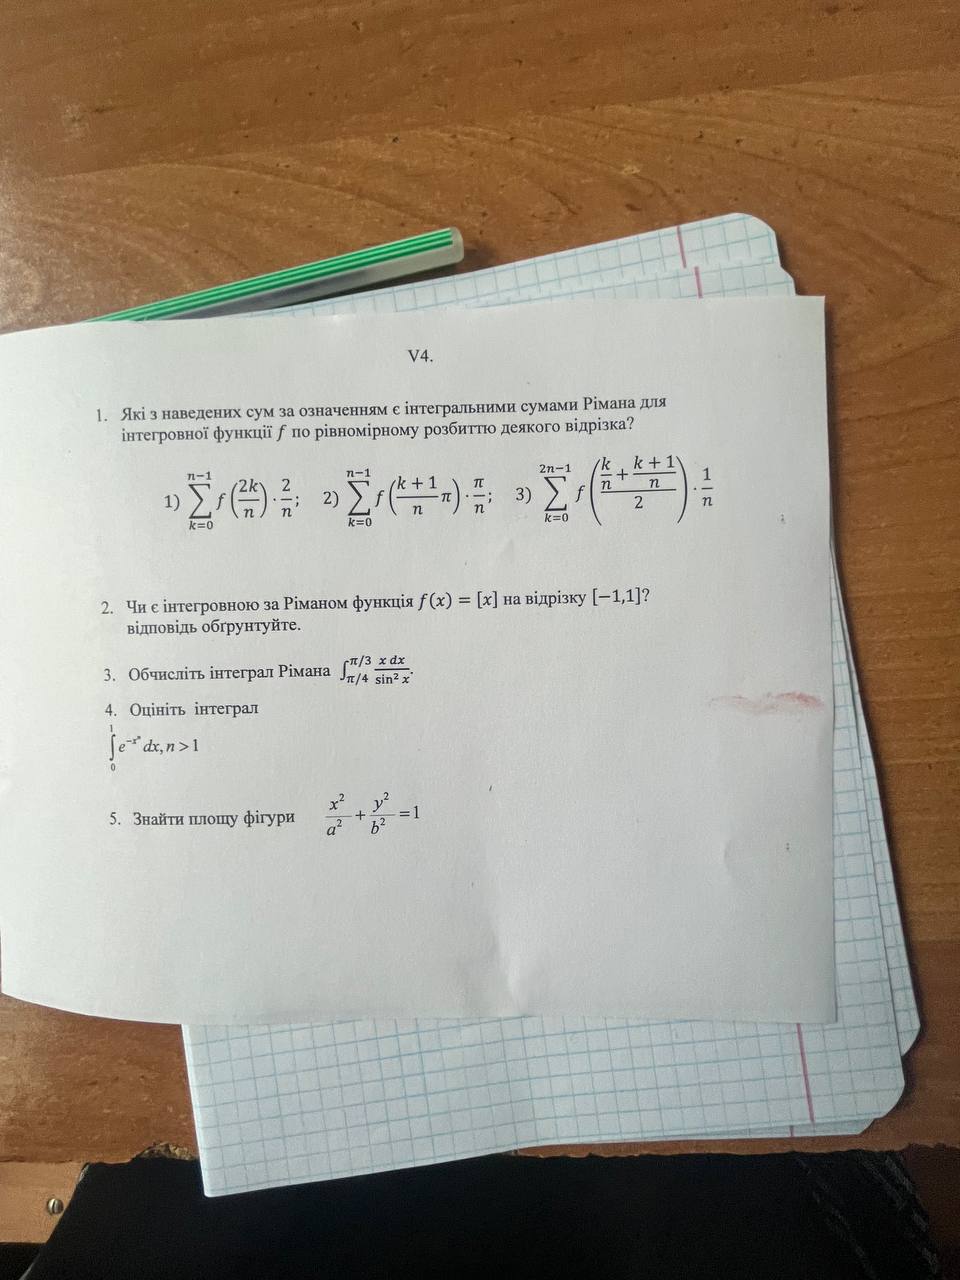 V4.
1. Які з наведених сум за означенням є інтегральними сумами Рімана для
інтегровної функції f по рівномірному розбиттю деякого відрізка?
1) \sum_{k=0}^{n-1} f\left(\frac{2k}{n}\right) \cdot \frac{2}{n}; 2) \sum_{k=0}^{n-1} f\left(\frac{k+1}{n}\pi\right) \cdot \frac{\pi}{n}; 3) \sum_{k=0}^{2n-1} f\left(\frac{\frac{k}{n}+\frac{k+1}{n}}{2}\right) \cdot \frac{1}{n}
2. Чи є інтегровною за Ріманом функція f(x) = [x] на відрізку [−1,1]?
відповідь обґрунтуйте.
3. Обчисліть інтеграл Рімана \int_{\pi/4}^{\pi/3} \frac{x\,dx}{\sin^2 x}.
4. Оцініть інтеграл
\int_0^1 e^{-x^n} dx, n > 1
5. Знайти площу фігури \frac{x^2}{a^2} + \frac{y^2}{b^2} = 1